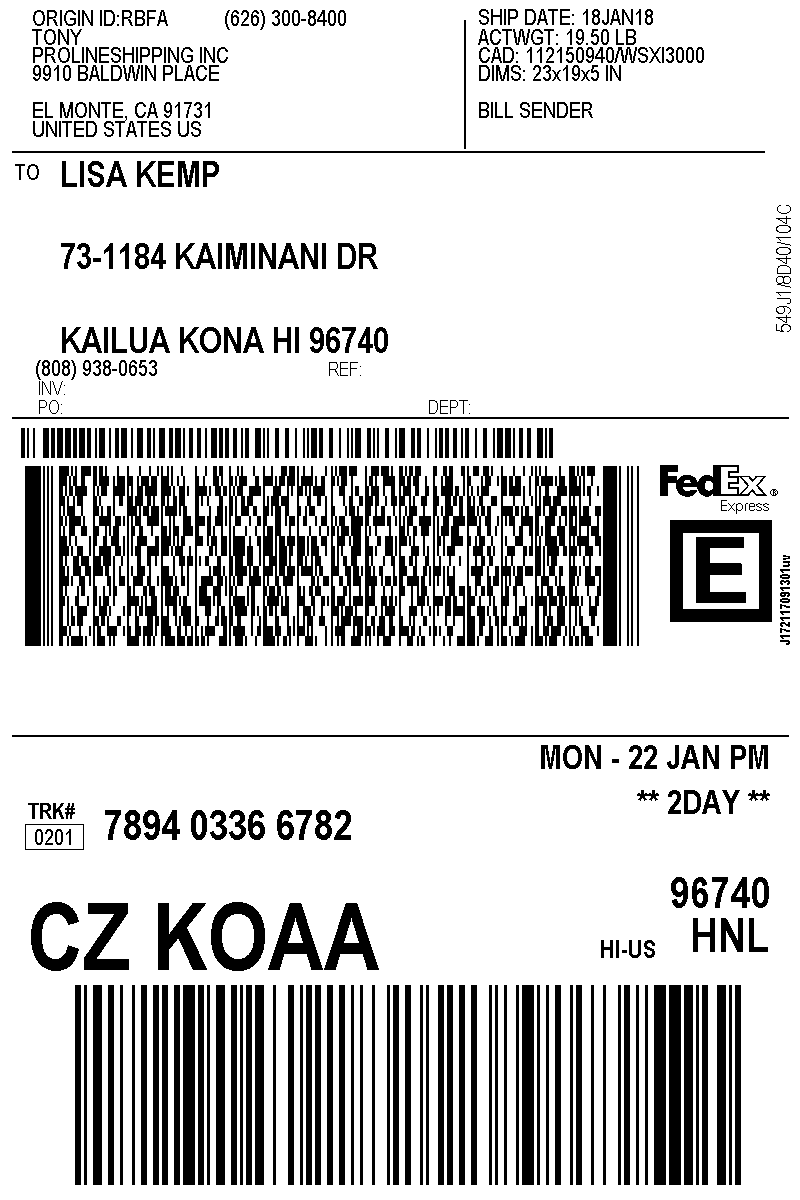 ORIGIN ID:RBFA (626) 300-8400
TONY
PROLINESHIPPING INC
9910 BALDWIN PLACE
EL MONTE, CA 91731
UNITED STATES US
SHIP DATE: 18JAN18
ACTWGT: 19.50 LB
CAD: 112150940/WSXI3000
DIMS: 23x19x5 IN
BILL SENDER
TO LISA KEMP
73-1184 KAIMINANI DR
KAILUA KONA HI 96740
(808) 938-0653 REF:
INV:
PO: DEPT:
549J1/8D40/104C
FedEx®
Express
E
J172117091301uv
MON - 22 JAN PM
** 2DAY **
TRK#
0201 7894 0336 6782
96740
CZ KOAA HI-US HNL